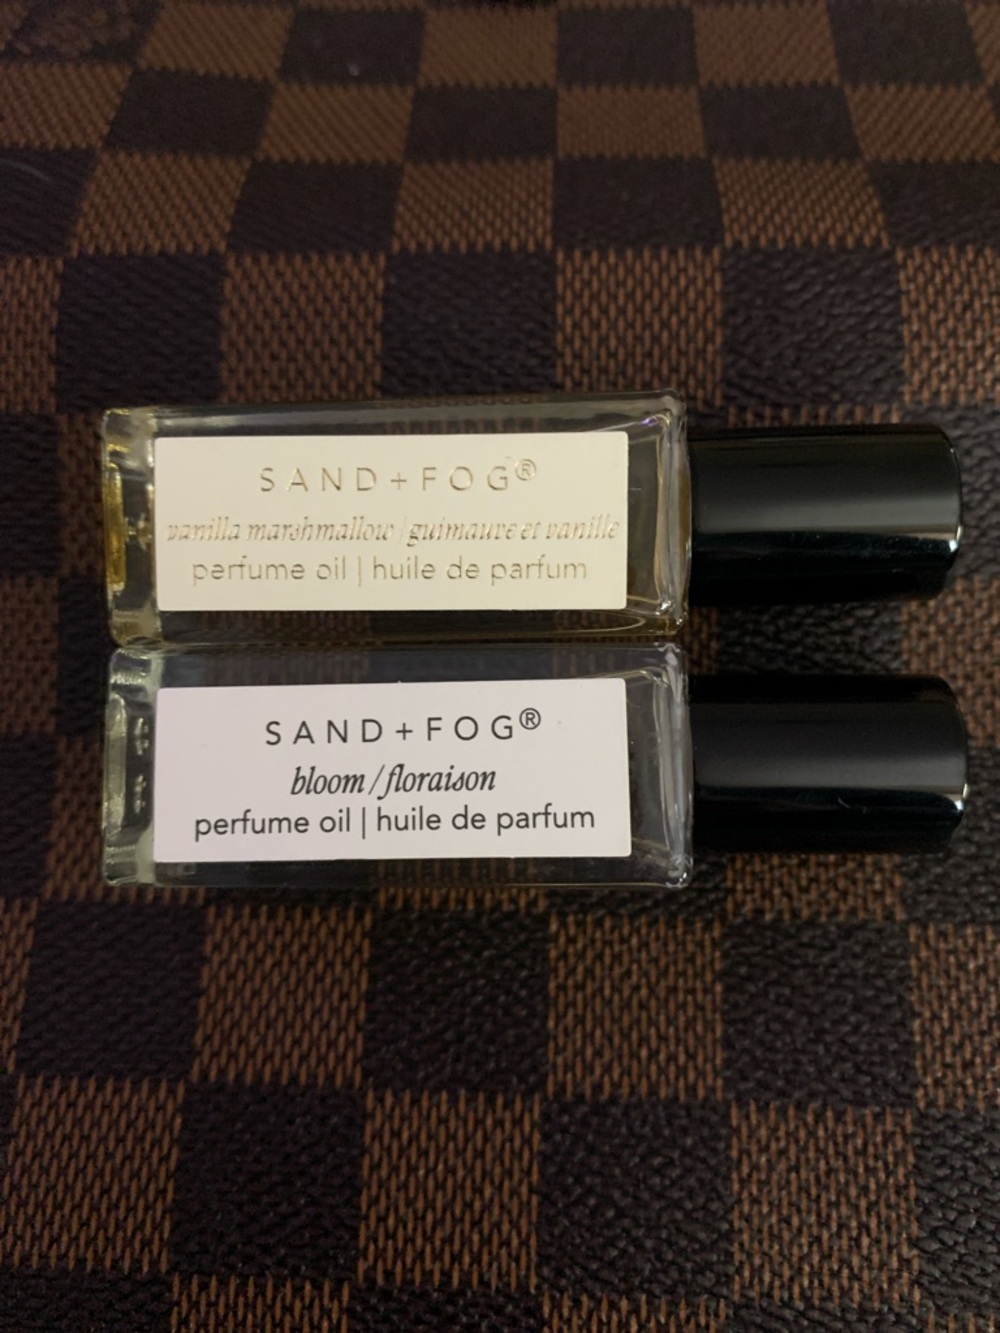 SAND+FOG®
vanilla marshmallow / guimauve et vanille
perfume oil | huile de parfum
SAND+FOG®
bloom / floraison
perfume oil | huile de parfum